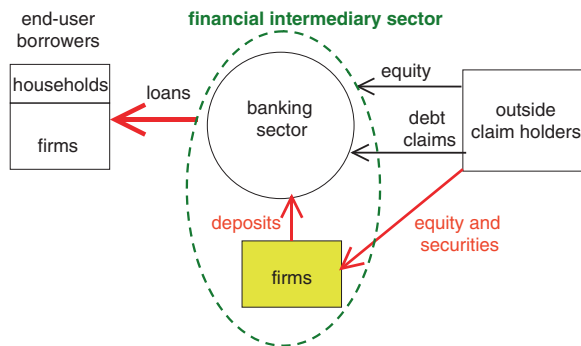 financial intermediary sector
end-user
borrowers
households
firms
loans
banking
sector
equity
debt
claims
outside
claim holders
deposits
equity and
securities
firms